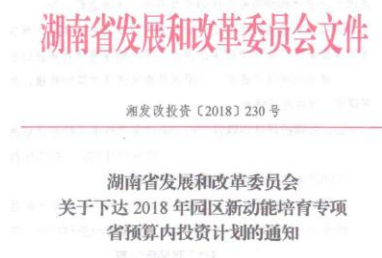 湖南省发展和改革委员会文件
湘发改投资〔2018〕230号
湖南省发展和改革委员会
关于下达2018年园区新动能培育专项
省预算内投资计划的通知